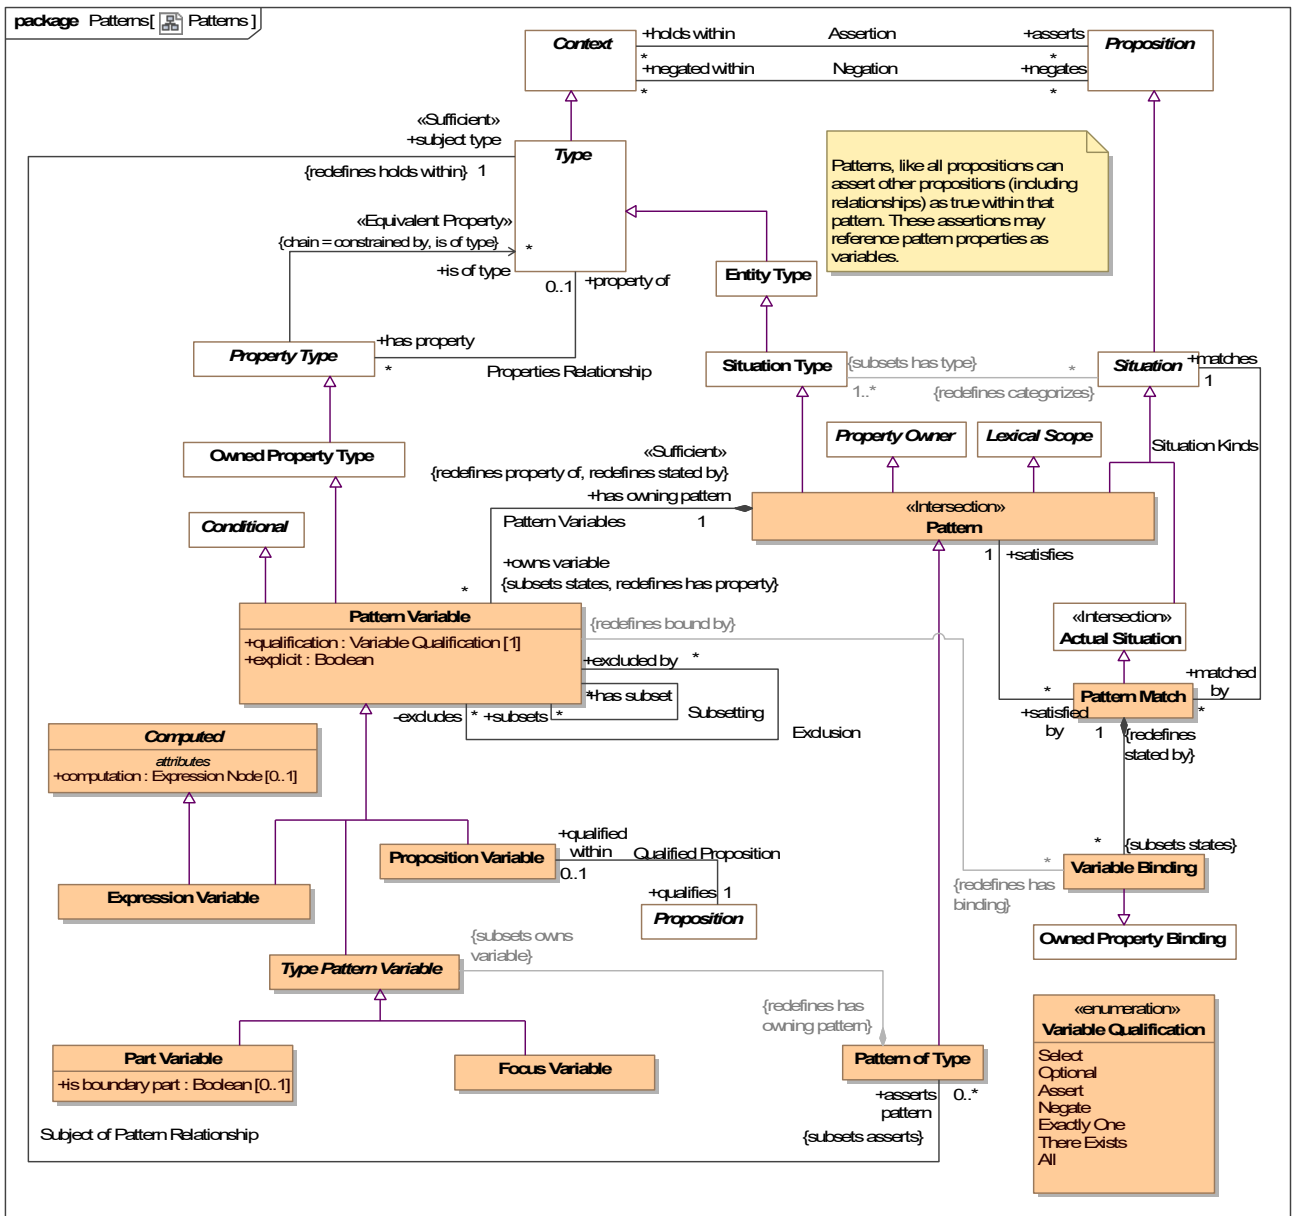 package Patterns[ Patterns ]
Context
+holds within
Assertion
+asserts
*
*
+negated within
Negation
+negates
*
*
Proposition
«Sufficient»
+subject type
{redefines holds within} 1
Type
Patterns, like all propositions can
assert other propositions (including
relationships) as true within that
pattern. These assertions may
reference pattern properties as
variables.
«Equivalent Property»
{chain = constrained by, is of type}
*
+is of type
0..1
+property of
Entity Type
Property Type
+has property
*
Properties Relationship
Situation Type
{subsets has type}
1..*
*
{redefines categorizes}
Situation
+matches
1
Property Owner
Lexical Scope
Situation Kinds
Owned Property Type
«Sufficient»
{redefines property of, redefines stated by}
+has owning pattern
Pattern Variables
1
«Intersection»
Pattern
Conditional
+owns variable
{subsets states, redefines has property}
*
1
+satisfies
Pattern Variable
+qualification : Variable Qualification [1]
+explicit : Boolean
{redefines bound by}
+excluded by *
*
+has subset
Subsetting
-excludes *
+subsets *
Exclusion
«Intersection»
Actual Situation
+matched
by
*
*
Pattern Match
+satisfied
by
1
{redefines
stated by}
Computed
attributes
+computation : Expression Node [0..1]
Proposition Variable
+qualified
within
0..1
Qualified Proposition
+qualifies 1
Proposition
*
{subsets states}
*
Variable Binding
{redefines has
binding}
Expression Variable
Owned Property Binding
{subsets owns
variable}
Type Pattern Variable
{redefines has
owning pattern}
«enumeration»
Variable Qualification
Select
Optional
Assert
Negate
Exactly One
There Exists
All
Part Variable
+is boundary part : Boolean [0..1]
Focus Variable
Pattern of Type
+asserts
pattern
0..*
{subsets asserts}
Subject of Pattern Relationship